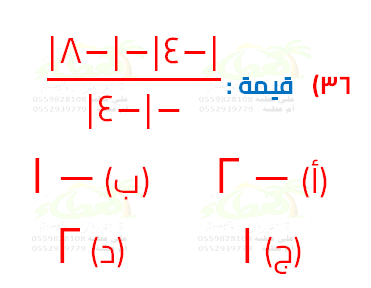 ٣٦) قيمة :
|−٤|−|−٨|
−|−٤|
(أ) − ٢ (ب) − ١
(ج) ١ (د) ٢